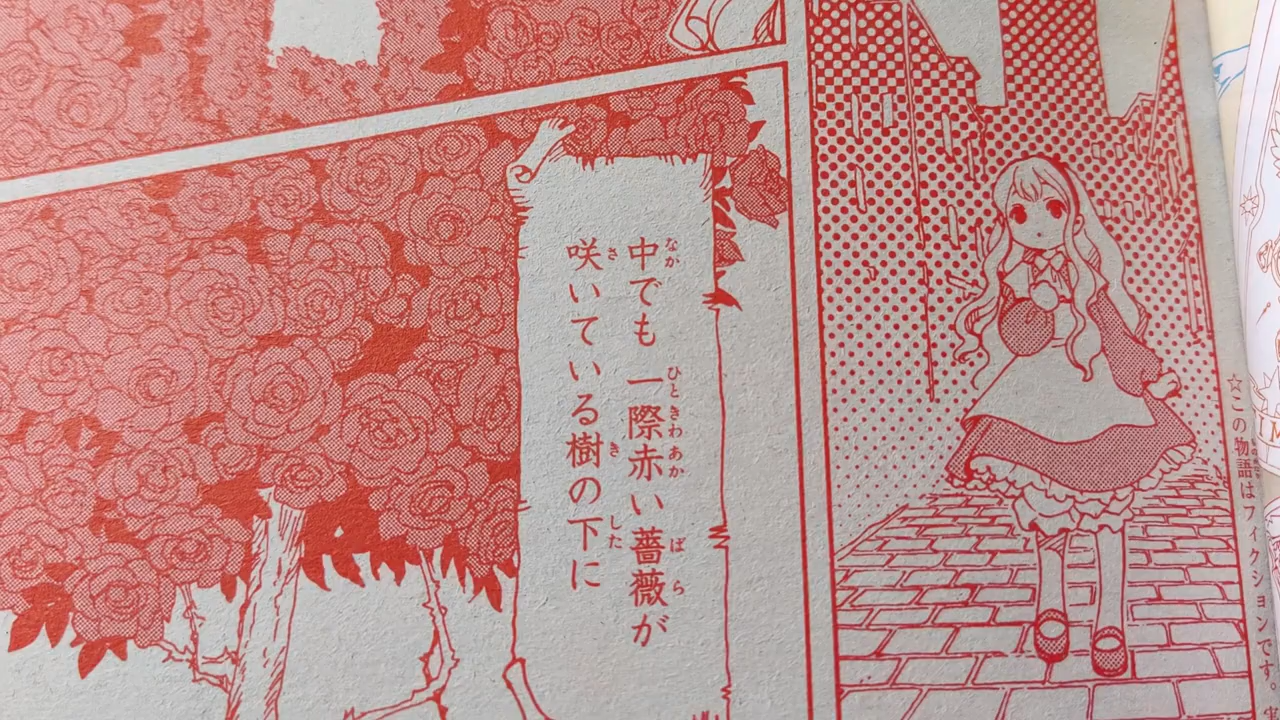 中でも一際赤い薔薇が
咲いている樹の下に
☆この物語はフィクションです。